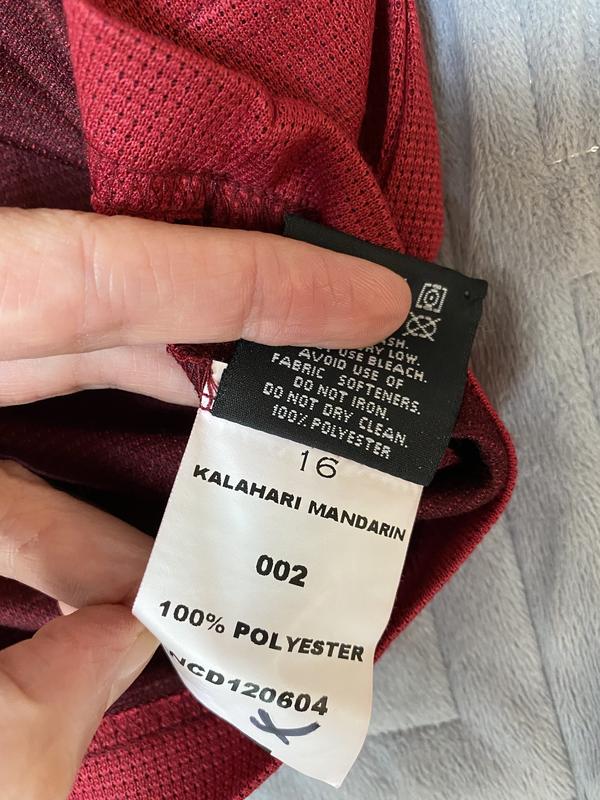 USE BLEACH.
AVOID USE OF
FABRIC SOFTENERS.
DO NOT IRON.
DO NOT DRY CLEAN.
100% POLYESTER
16
KALAHARI MANDARIN
002
100% POLYESTER
NCD120604